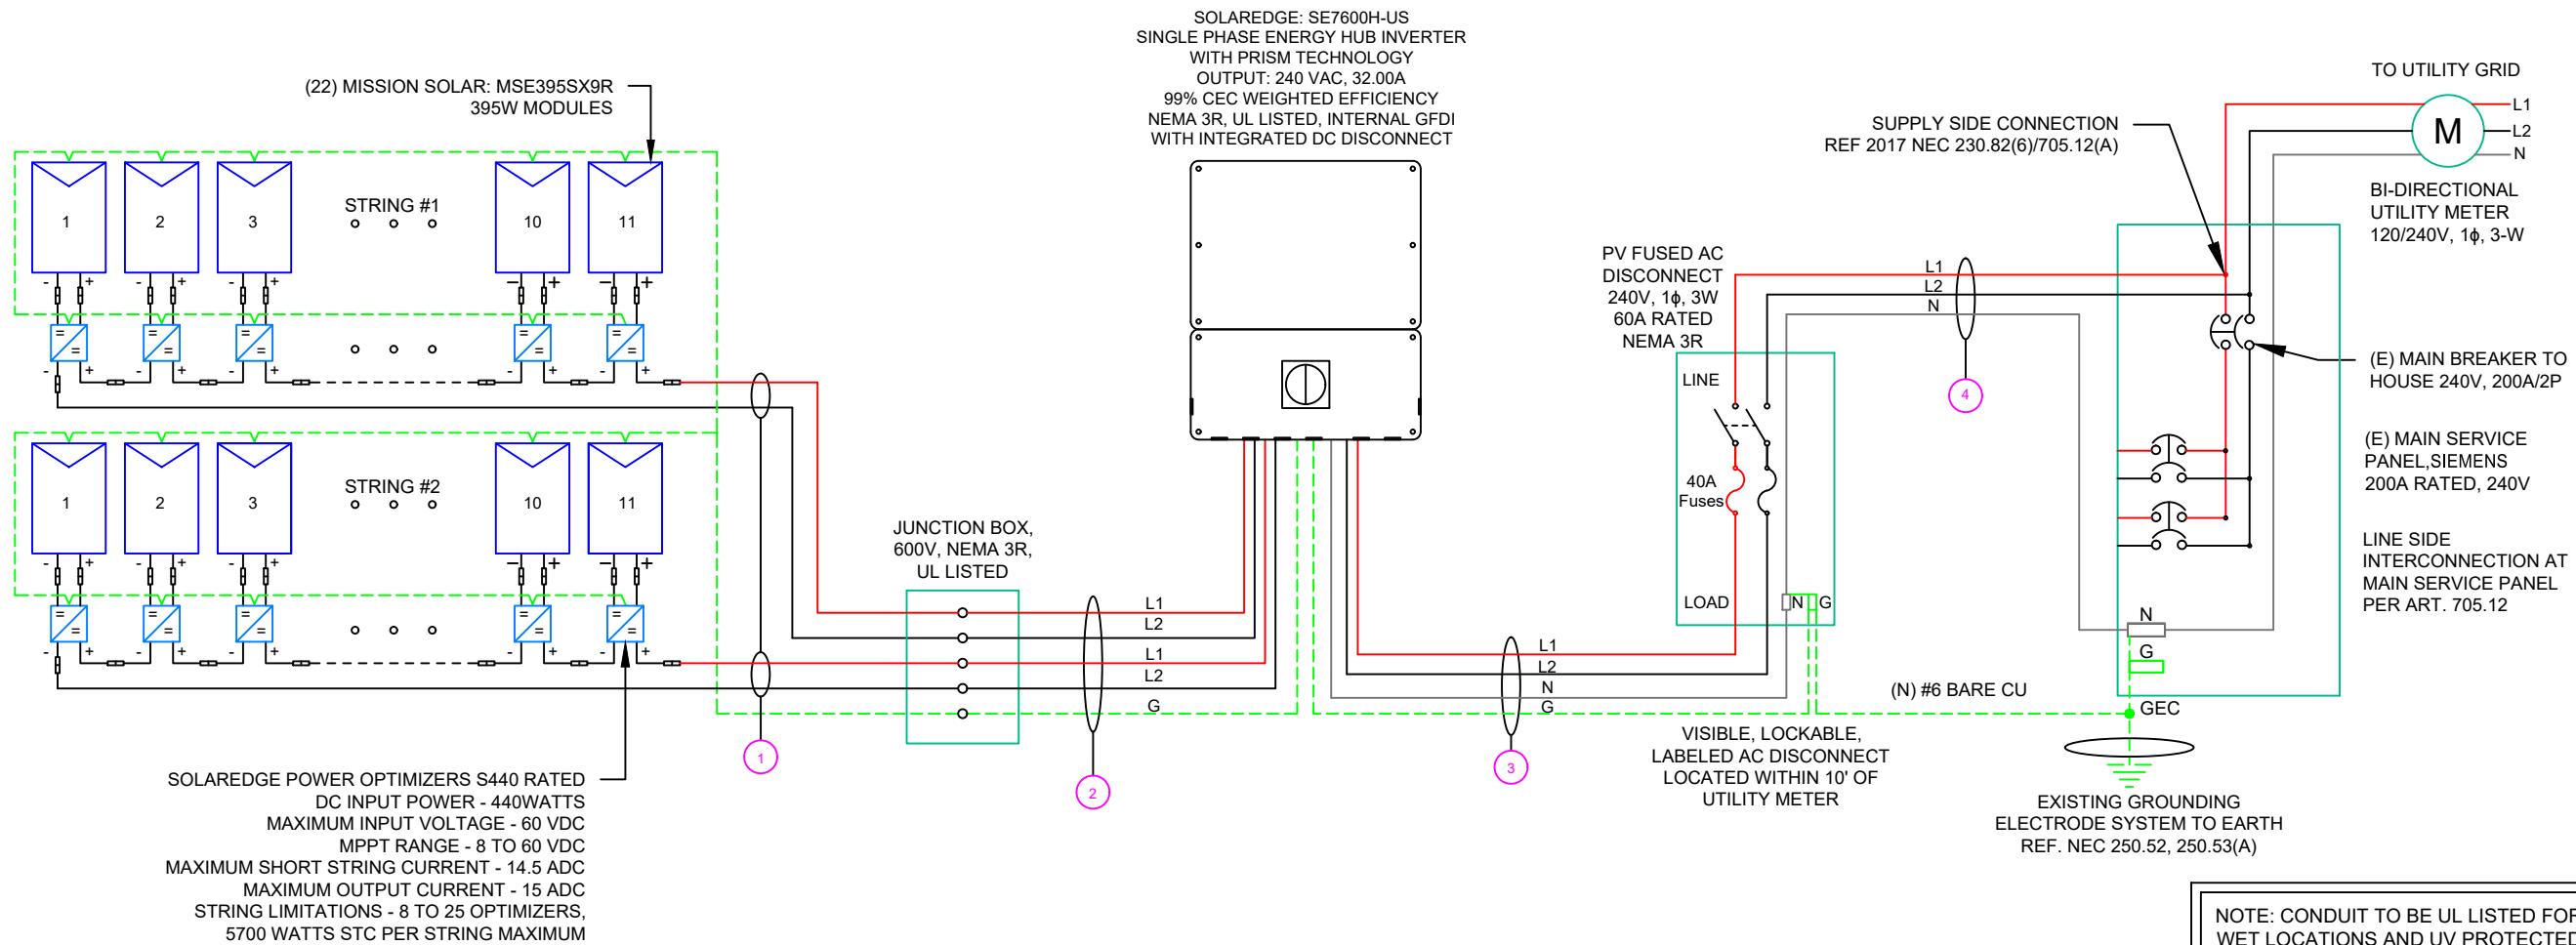 SOLAREDGE: SE7600H-US
SINGLE PHASE ENERGY HUB INVERTER
WITH PRISM TECHNOLOGY
OUTPUT: 240 VAC, 32.00A
99% CEC WEIGHTED EFFICIENCY
NEMA 3R, UL LISTED, INTERNAL GFDI
WITH INTEGRATED DC DISCONNECT
(22) MISSION SOLAR: MSE395SX9R
395W MODULES
1
2
3
STRING #1
10
11
- +
- +
- +
- +
- +
= =
= =
= =
= =
= =
- +
- +
- +
- +
- +
1
2
3
STRING #2
10
11
- +
- +
- +
- +
- +
= =
= =
= =
= =
= =
- +
- +
- +
- +
- +
1
SOLAREDGE POWER OPTIMIZERS S440 RATED
DC INPUT POWER - 440WATTS
MAXIMUM INPUT VOLTAGE - 60 VDC
MPPT RANGE - 8 TO 60 VDC
MAXIMUM SHORT STRING CURRENT - 14.5 ADC
MAXIMUM OUTPUT CURRENT - 15 ADC
STRING LIMITATIONS - 8 TO 25 OPTIMIZERS,
5700 WATTS STC PER STRING MAXIMUM
JUNCTION BOX,
600V, NEMA 3R,
UL LISTED
L1
L2
L1
L2
G
2
L1
L2
N
G
3
PV FUSED AC
DISCONNECT
240V, 1ϕ, 3W
60A RATED
NEMA 3R
LINE
40A
Fuses
LOAD
N
G
VISIBLE, LOCKABLE,
LABELED AC DISCONNECT
LOCATED WITHIN 10' OF
UTILITY METER
L1
L2
N
4
SUPPLY SIDE CONNECTION
REF 2017 NEC 230.82(6)/705.12(A)
TO UTILITY GRID
M
L1
L2
N
BI-DIRECTIONAL
UTILITY METER
120/240V, 1ϕ, 3-W
(E) MAIN BREAKER TO
HOUSE 240V, 200A/2P
(E) MAIN SERVICE
PANEL,SIEMENS
200A RATED, 240V
LINE SIDE
INTERCONNECTION AT
MAIN SERVICE PANEL
PER ART. 705.12
N
G
(N) #6 BARE CU
GEC
EXISTING GROUNDING
ELECTRODE SYSTEM TO EARTH
REF. NEC 250.52, 250.53(A)
NOTE: CONDUIT TO BE UL LISTED FOR
WET LOCATIONS AND UV PROTECTED